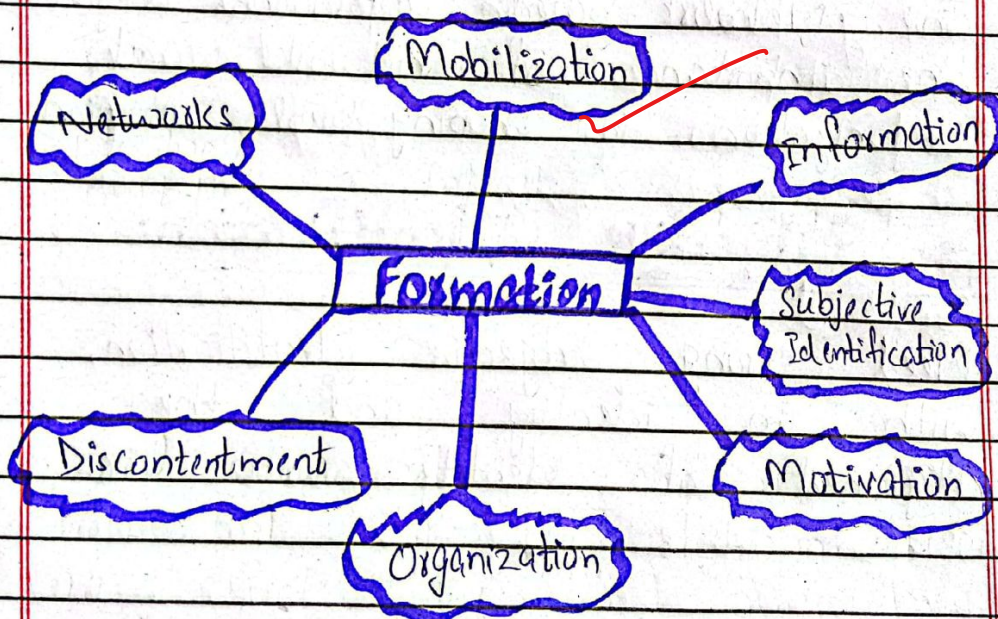 Mobilization
Networks
Information
Formation
Subjective
Identification
Discontentment
Motivation
Organization